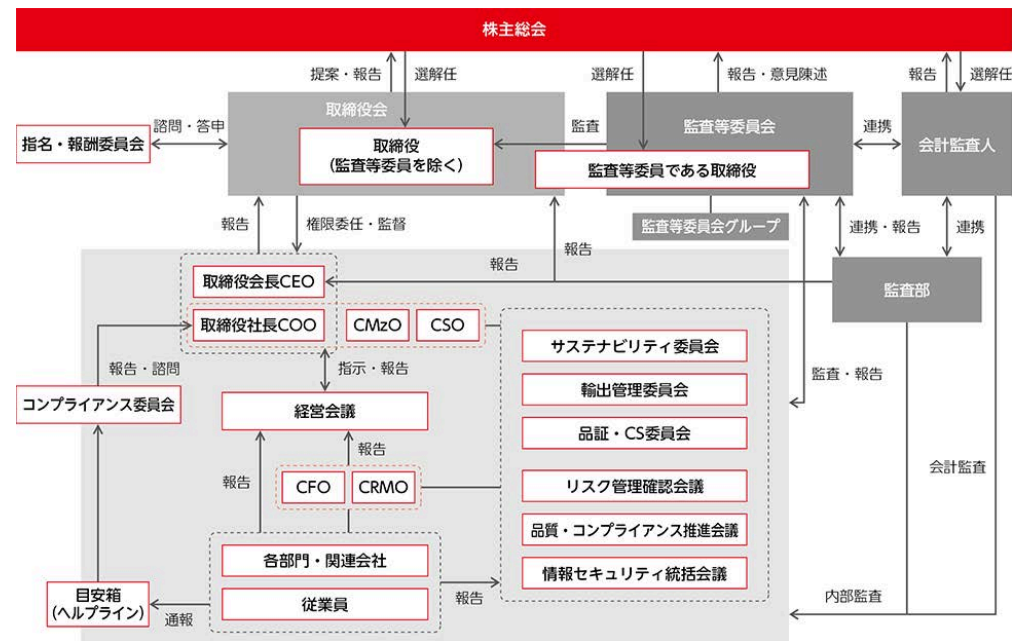 株主総会
提案・報告
選解任
選解任
報告・意見陳述
報告
選解任
取締役会
監査等委員会
会計監査人
指名・報酬委員会
諮問・答申
取締役
(監査等委員を除く)
監査
監査等委員である取締役
連携
報告
権限委任・監督
監査等委員会グループ
連携・報告
連携
報告
報告
取締役会長CEO
監査部
取締役社長COO
CMzO
CSO
サステナビリティ委員会
報告・諮問
指示・報告
監査・報告
輸出管理委員会
コンプライアンス委員会
経営会議
品証・CS委員会
報告
会計監査
報告
CFO
CRMO
リスク管理確認会議
品質・コンプライアンス推進会議
各部門・関連会社
情報セキュリティ統括会議
目安箱
(ヘルプライン)
通報
従業員
報告
内部監査